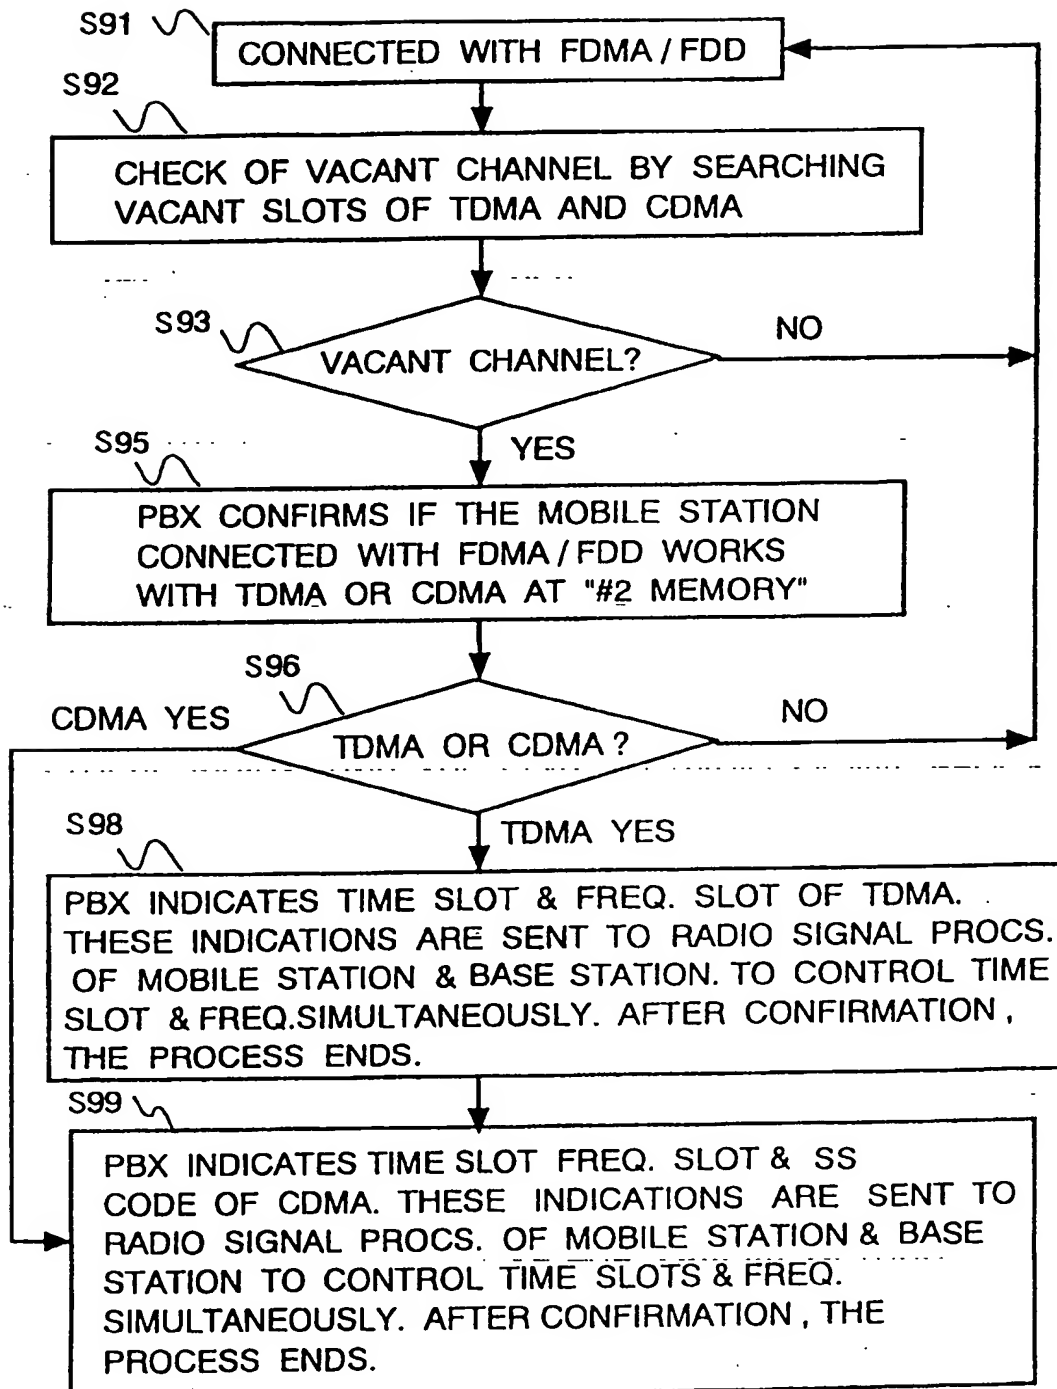 S91
CONNECTED WITH FDMA / FDD
S92
CHECK OF VACANT CHANNEL BY SEARCHING
VACANT SLOTS OF TDMA AND CDMA
S93
VACANT CHANNEL?
NO
YES
S95
PBX CONFIRMS IF THE MOBILE STATION
CONNECTED WITH FDMA / FDD WORKS
WITH TDMA OR CDMA AT "#2 MEMORY"
S96
CDMA YES
TDMA OR CDMA ?
NO
TDMA YES
S98
PBX INDICATES TIME SLOT & FREQ. SLOT OF TDMA.
THESE INDICATIONS ARE SENT TO RADIO SIGNAL PROCS.
OF MOBILE STATION & BASE STATION. TO CONTROL TIME
SLOT & FREQ.SIMULTANEOUSLY. AFTER CONFIRMATION ,
THE PROCESS ENDS.
S99
PBX INDICATES TIME SLOT FREQ. SLOT & SS
CODE OF CDMA. THESE INDICATIONS ARE SENT TO
RADIO SIGNAL PROCS. OF MOBILE STATION & BASE
STATION TO CONTROL TIME SLOTS & FREQ.
SIMULTANEOUSLY. AFTER CONFIRMATION , THE
PROCESS ENDS.